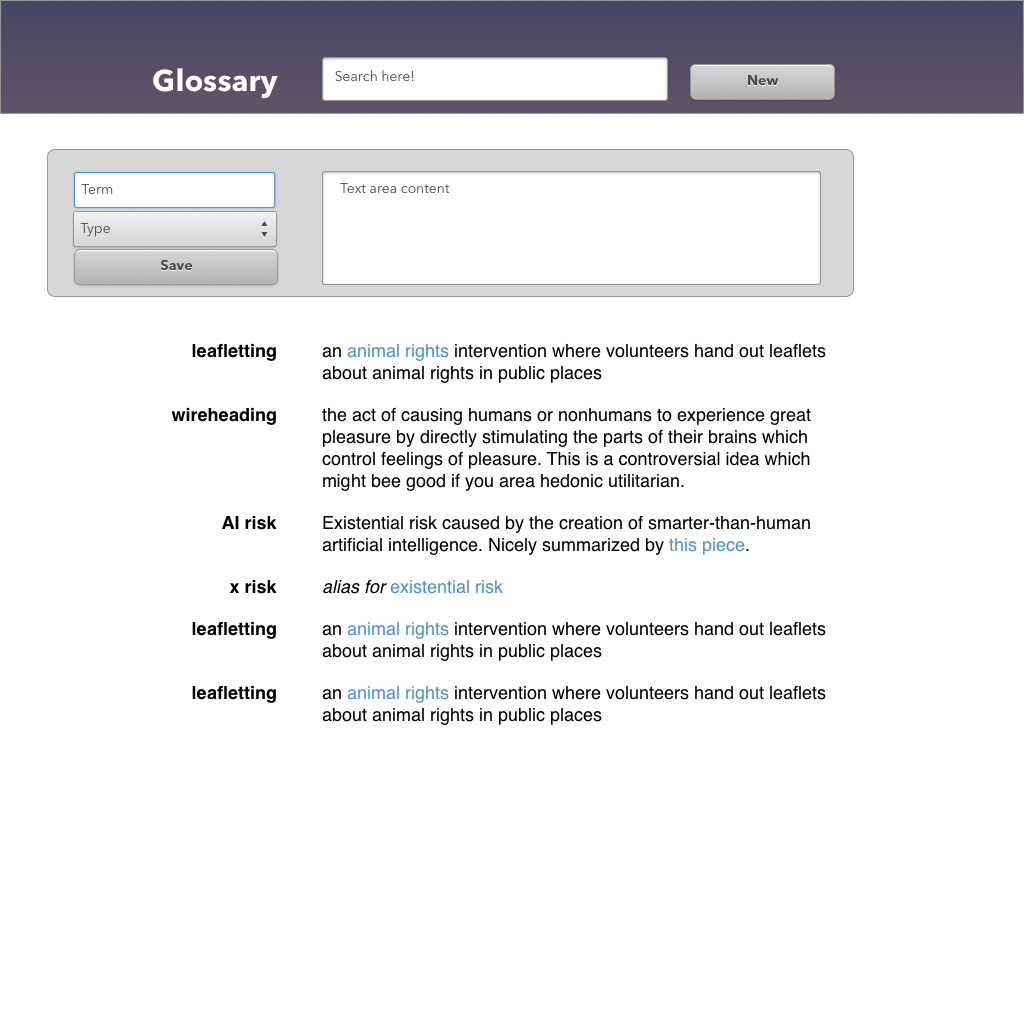 Glossary
Search here!
New
Term
Text area content
Type
Save
leafletting
an animal rights intervention where volunteers hand out leaflets
about animal rights in public places
wireheading
the act of causing humans or nonhumans to experience great
pleasure by directly stimulating the parts of their brains which
control feelings of pleasure. This is a controversial idea which
might bee good if you area hedonic utilitarian.
AI risk
Existential risk caused by the creation of smarter-than-human
artificial intelligence. Nicely summarized by this piece.
x risk
alias for existential risk
leafletting
an animal rights intervention where volunteers hand out leaflets
about animal rights in public places
leafletting
an animal rights intervention where volunteers hand out leaflets
about animal rights in public places